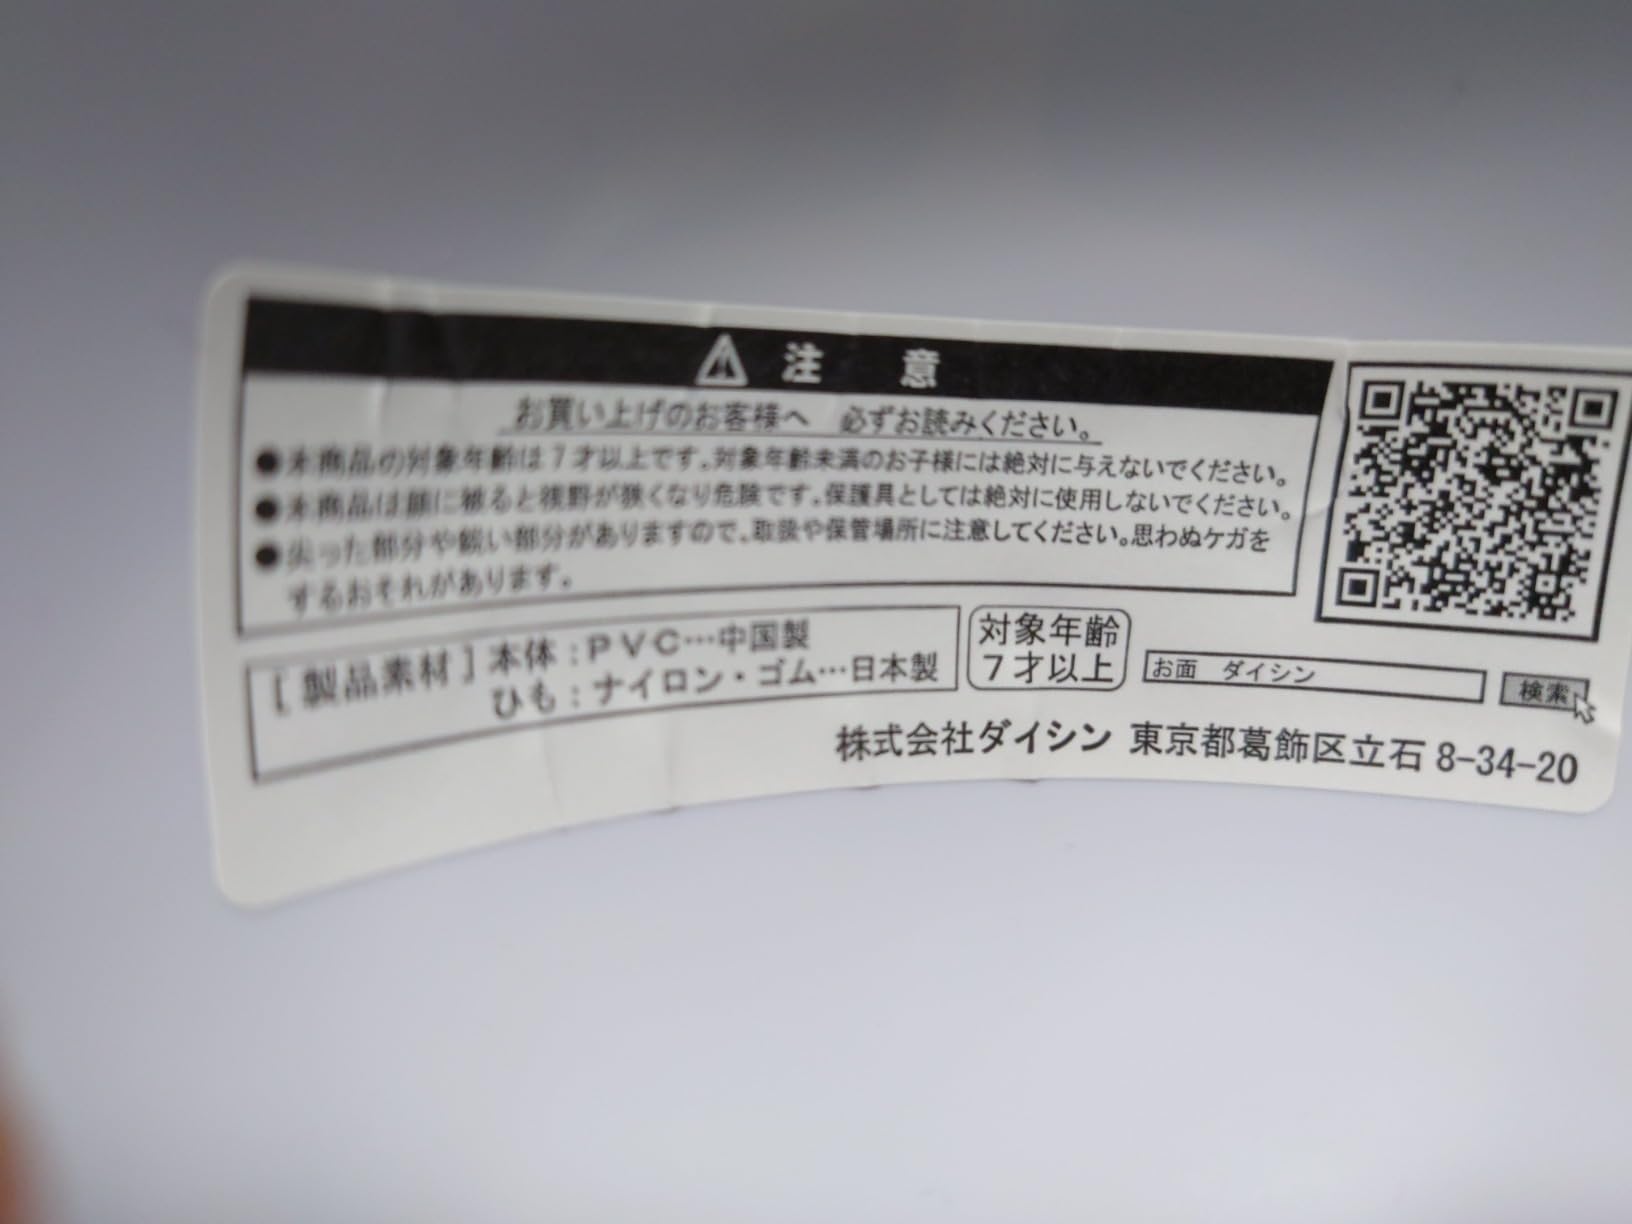 注意
お買い上げのお客様へ 必ずお読みください。
●本商品の対象年齢は7才以上です。対象年齢未満のお子様には絶対に与えないでください。
●本商品は顔に被ると視野が狭くなり危険です。保護具としては絶対に使用しないでください。
●尖った部分や鋭い部分がありますので、取扱や保管場所に注意してください。思わぬケガを
するおそれがあります。
[製品素材] 本体:PVC…中国製
ひも:ナイロン・ゴム…日本製
対象年齢
7才以上
お面 ダイシン
検索
株式会社ダイシン 東京都葛飾区立石 8-34-20